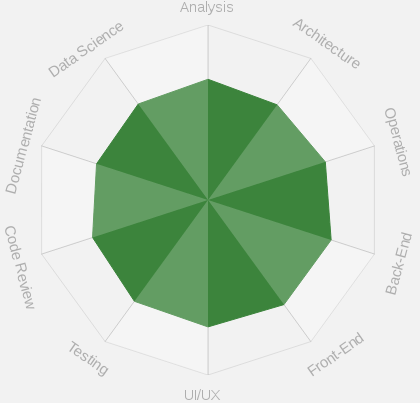 Analysis
Architecture
Operations
Back-End
Front-End
UI/UX
Testing
Code Review
Documentation
Data Science